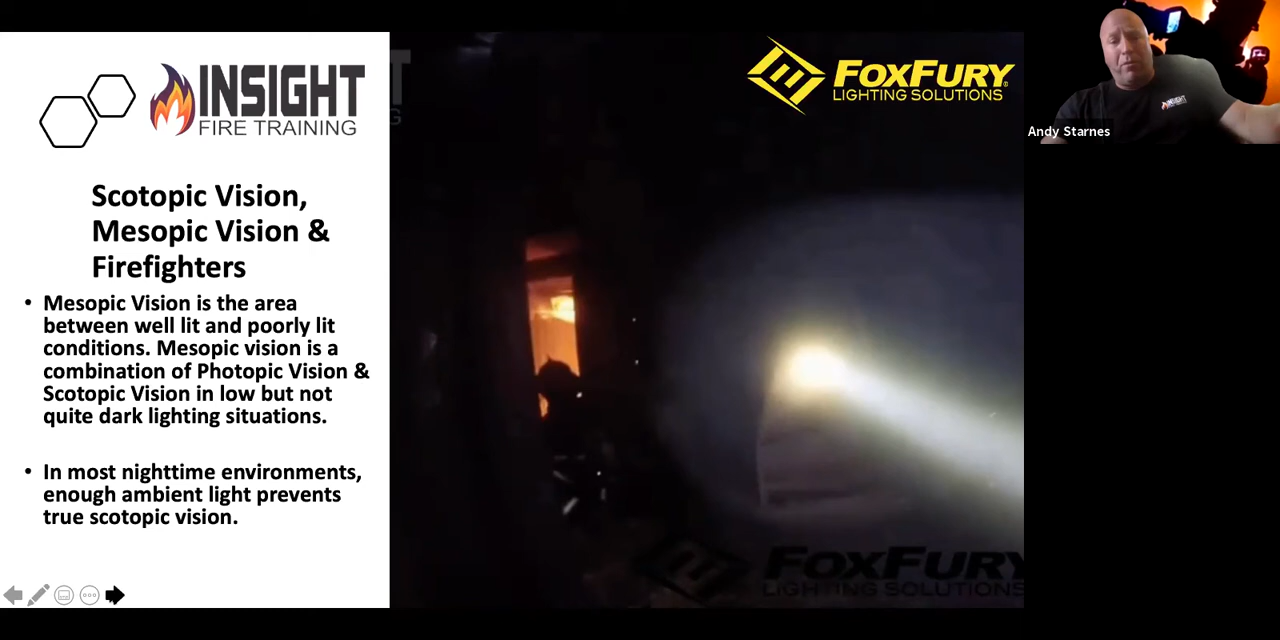 INSIGHT
FIRE TRAINING
FOXFURY
LIGHTING SOLUTIONS
Andy Starnes
INSIGHT
Scotopic Vision,
Mesopic Vision &
Firefighters
• Mesopic Vision is the area
between well lit and poorly lit
conditions. Mesopic vision is a
combination of Photopic Vision &
Scotopic Vision in low but not
quite dark lighting situations.
• In most nighttime environments,
enough ambient light prevents
true scotopic vision.
FOXFURY
LIGHTING SOLUTIONS